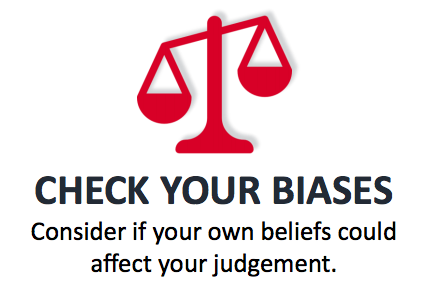 CHECK YOUR BIASES
Consider if your own beliefs could
affect your judgement.